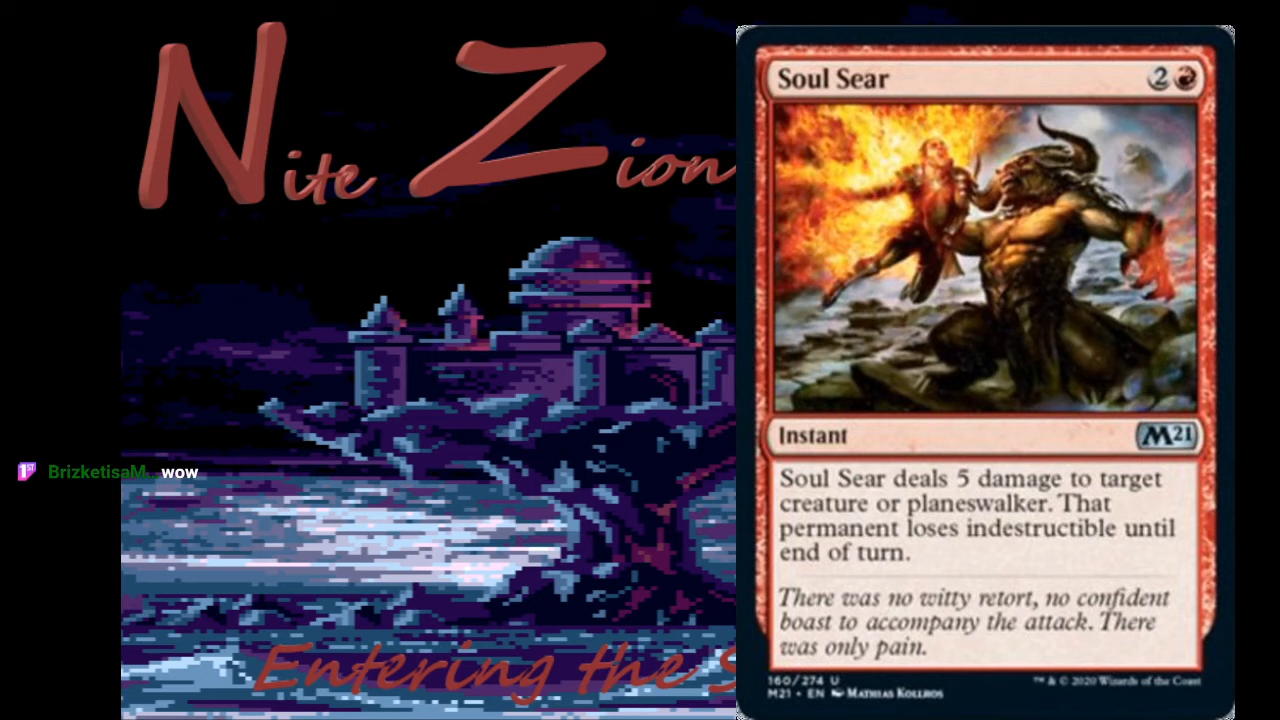 Nite Zion
Soul Sear
2
Instant
M21
Soul Sear deals 5 damage to target
creature or planeswalker. That
permanent loses indestructible until
end of turn.
There was no witty retort, no confident
boast to accompany the attack. There
was only pain.
160/274 U
M21 • EN Mathias Kollros
™ & © 2020 Wizards of the Coast
1ST BrizketisaM.. wow
Entering the S